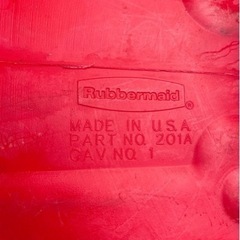 Rubbermaid®
MADE IN U.S.A
PART NO. 201A
CAV. NO. 1